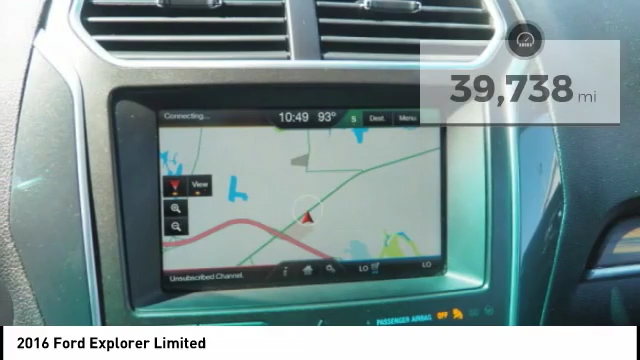 39,738 mi
Connecting...
10:49 93° S Dest. Menu
View
LO LO
Unsubscribed Channel.
PASSENGER AIRBAG OFF
2016 Ford Explorer Limited